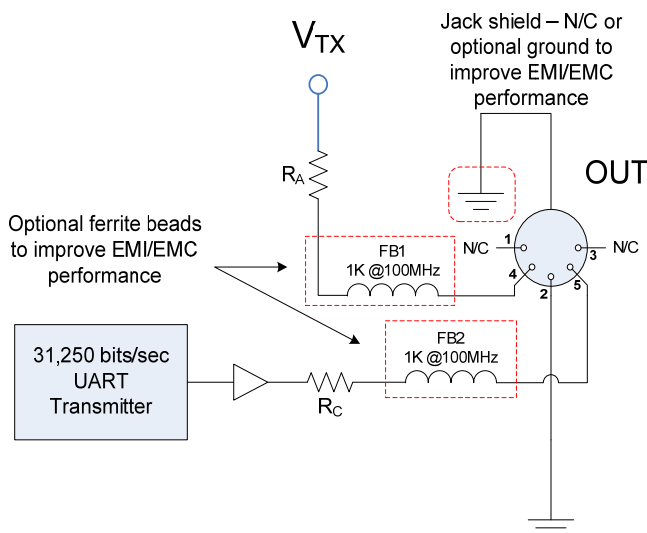 Jack shield – N/C or
optional ground to
improve EMI/EMC
performance
VTX
RA
OUT
Optional ferrite beads
to improve EMI/EMC
performance
FB1
1K @100MHz
N/C
1
3
N/C
4
2
5
31,250 bits/sec
UART
Transmitter
RC
FB2
1K @100MHz